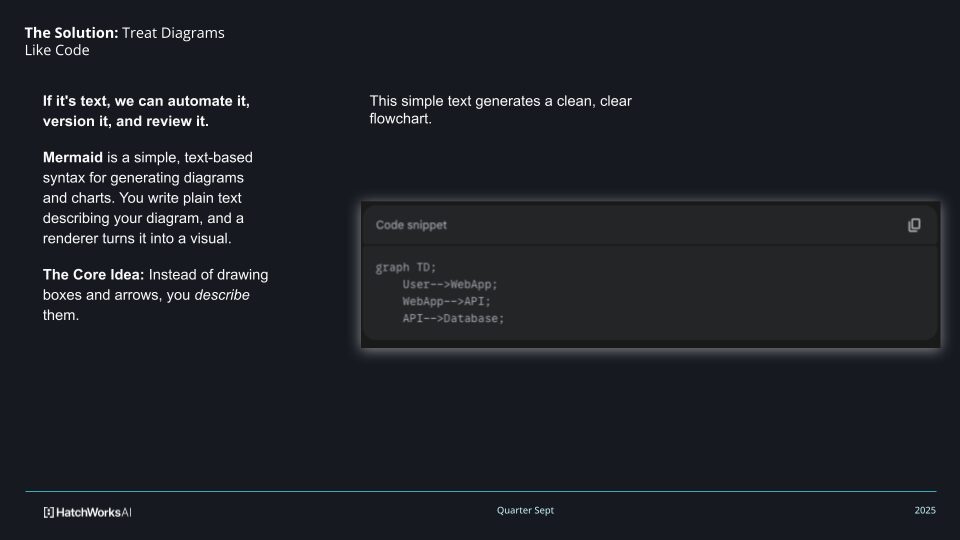 The Solution: Treat Diagrams
Like Code
If it's text, we can automate it,
version it, and review it.
Mermaid is a simple, text-based
syntax for generating diagrams
and charts. You write plain text
describing your diagram, and a
renderer turns it into a visual.
The Core Idea: Instead of drawing
boxes and arrows, you describe
them.
This simple text generates a clean, clear
flowchart.
Code snippet
graph TD;
    User-->WebApp;
    WebApp-->API;
    API-->Database;
HatchWorksAI
Quarter Sept
2025